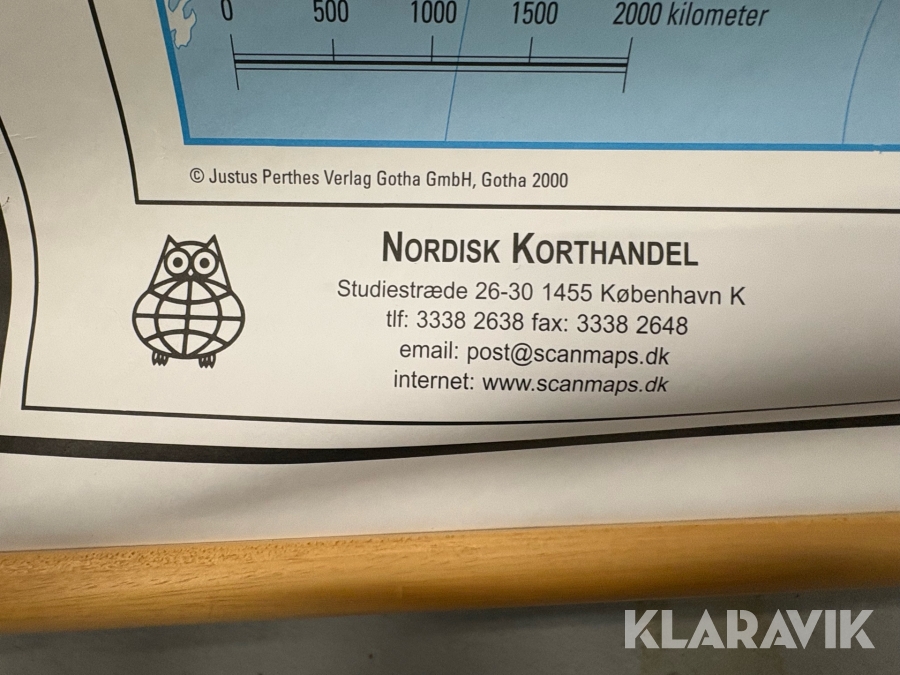 0 500 1000 1500 2000 kilometer
© Justus Perthes Verlag Gotha GmbH, Gotha 2000
NORDISK KORTHANDEL
Studiestræde 26-30 1455 København K
tlf: 3338 2638 fax: 3338 2648
email: post@scanmaps.dk
internet: www.scanmaps.dk
KLARAVIK